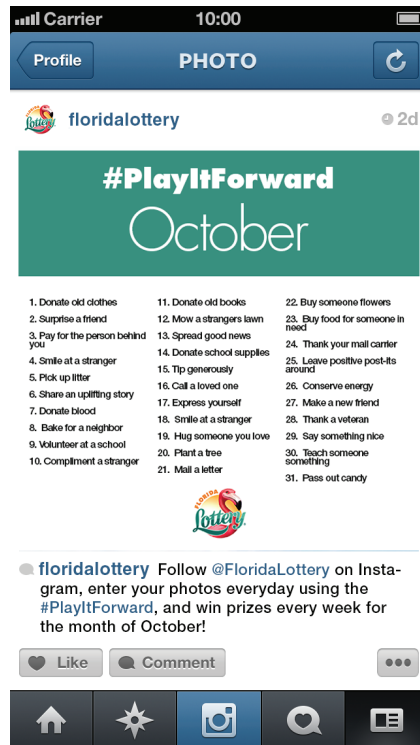 Carrier
10:00
Profile
PHOTO
floridalottery
2d
#PlayItForward
October
1. Donate old clothes
2. Surprise a friend
3. Pay for the person behind
you
4. Smile at a stranger
5. Pick up litter
6. Share an uplifting story
7. Donate blood
8. Bake for a neighbor
9. Volunteer at a school
10. Compliment a stranger
11. Donate old books
12. Mow a strangers lawn
13. Spread good news
14. Donate school supplies
15. Tip generously
16. Call a loved one
17. Express yourself
18. Smile at a stranger
19. Hug someone you love
20. Plant a tree
21. Mail a letter
22. Buy someone flowers
23. Buy food for someone in
need
24. Thank your mail carrier
25. Leave positive post-its
around
26. Conserve energy
27. Make a new friend
28. Thank a veteran
29. Say something nice
30. Teach someone
something
31. Pass out candy
FLORIDA
Lottery
floridalottery Follow @FloridaLottery on Insta-
gram, enter your photos everyday using the
#PlayItForward, and win prizes every week for
the month of October!
Like
Comment